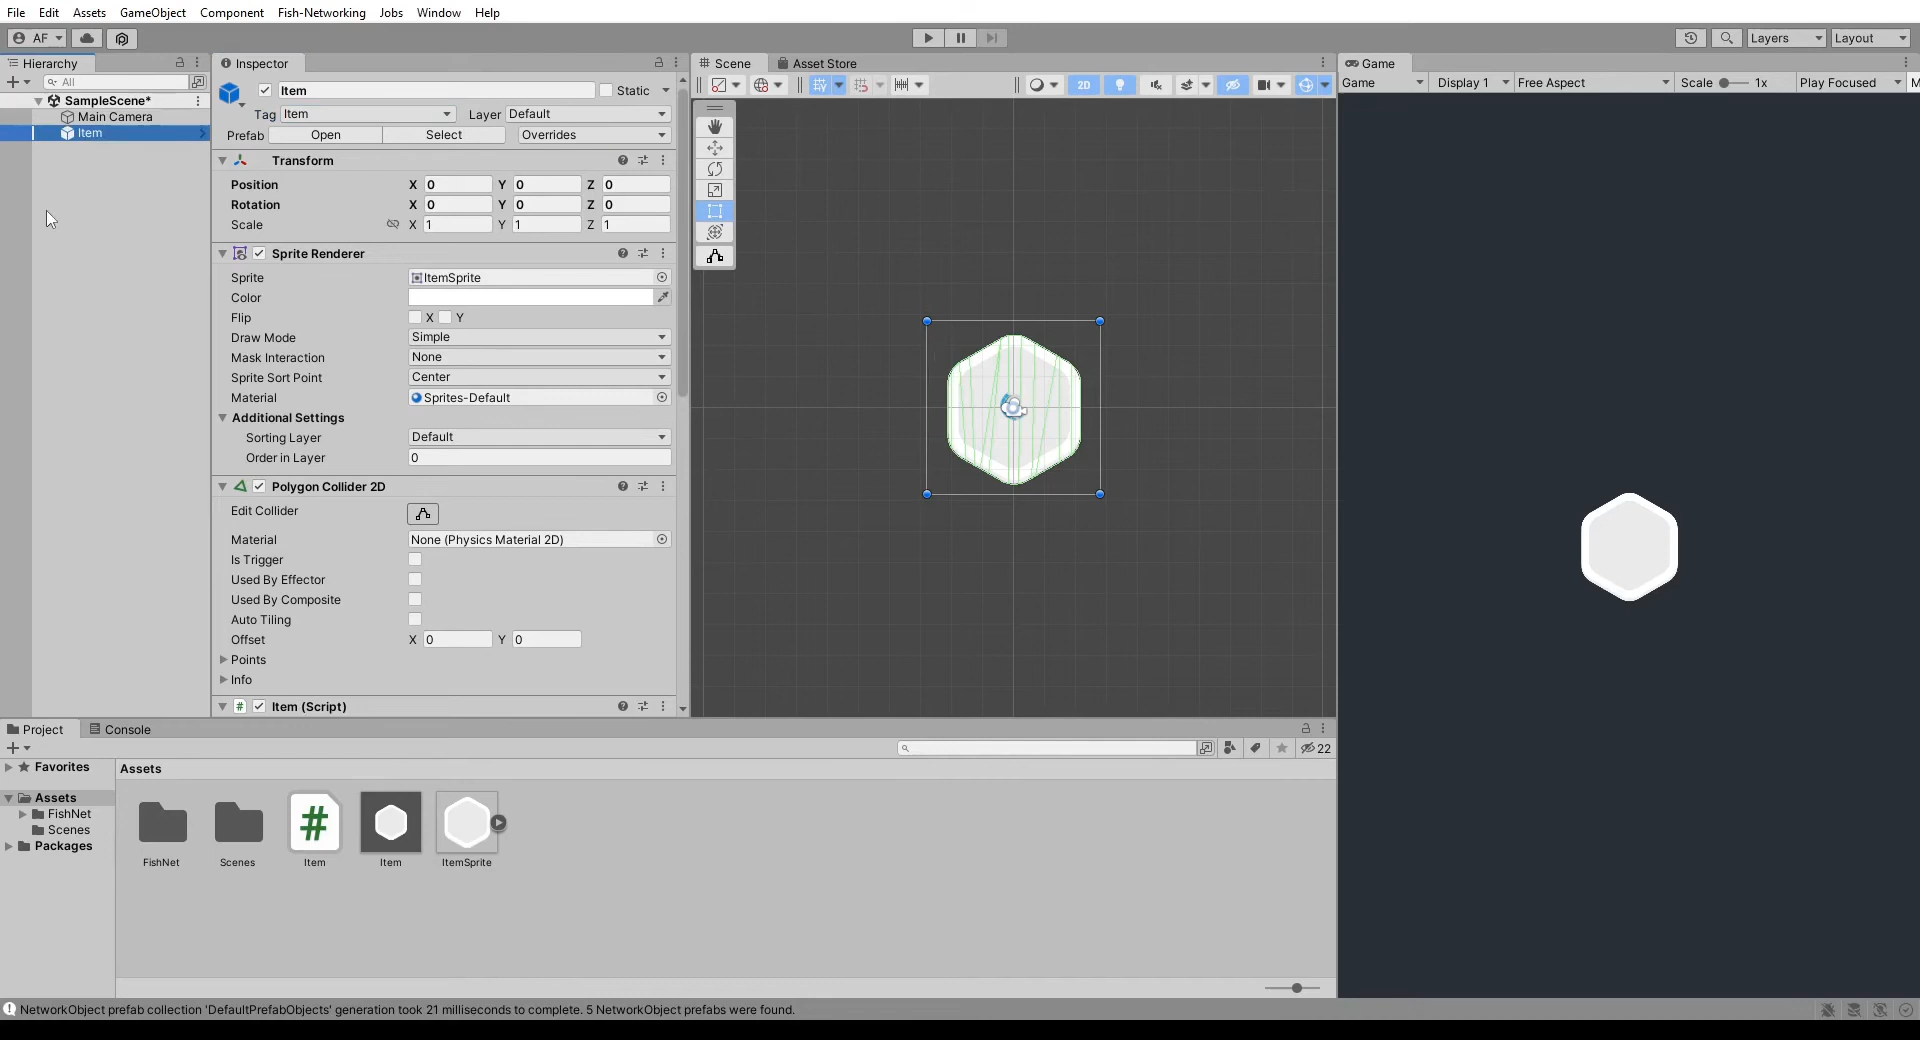 File Edit Assets GameObject Component Fish-Networking Jobs Window Help
AF Layers Layout
Hierarchy
All
SampleScene*
Main Camera
Item
Inspector
Item Static
Tag Item Layer Default
Prefab Open Select Overrides
Transform
Position X 0 Y 0 Z 0
Rotation X 0 Y 0 Z 0
Scale X 1 Y 1 Z 1
Sprite Renderer
Sprite ItemSprite
Color
Flip X Y
Draw Mode Simple
Mask Interaction None
Sprite Sort Point Center
Material Sprites-Default
Additional Settings
Sorting Layer Default
Order in Layer 0
Polygon Collider 2D
Edit Collider
Material None (Physics Material 2D)
Is Trigger
Used By Effector
Used By Composite
Auto Tiling
Offset X 0 Y 0
Points
Info
# Item (Script)
Scene Asset Store
2D
Game
Game Display 1 Free Aspect Scale 1x Play Focused M
Project Console
22
Favorites
Assets
FishNet
Scenes
Packages
Assets
#
FishNet Scenes Item Item ItemSprite
NetworkObject prefab collection 'DefaultPrefabObjects' generation took 21 milliseconds to complete. 5 NetworkObject prefabs were found.